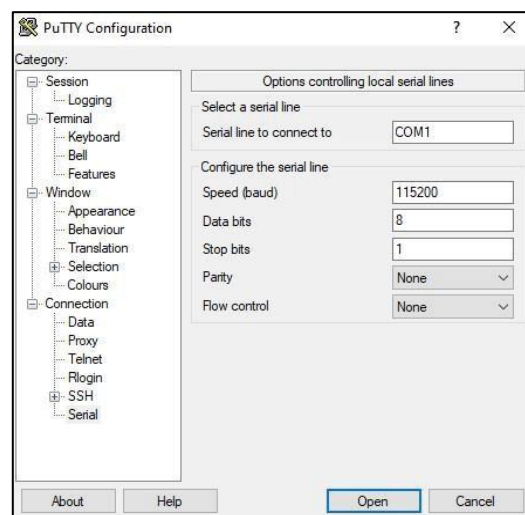 PuTTY Configuration
?
Category:
Session
Logging
Terminal
Keyboard
Bell
Features
Window
Appearance
Behaviour
Translation
Selection
Colours
Connection
Data
Proxy
Telnet
Rlogin
SSH
Serial
Options controlling local serial lines
Select a serial line
Serial line to connect to COM1
Configure the serial line
Speed (baud) 115200
Data bits 8
Stop bits 1
Parity None
Flow control None
About Help Open Cancel